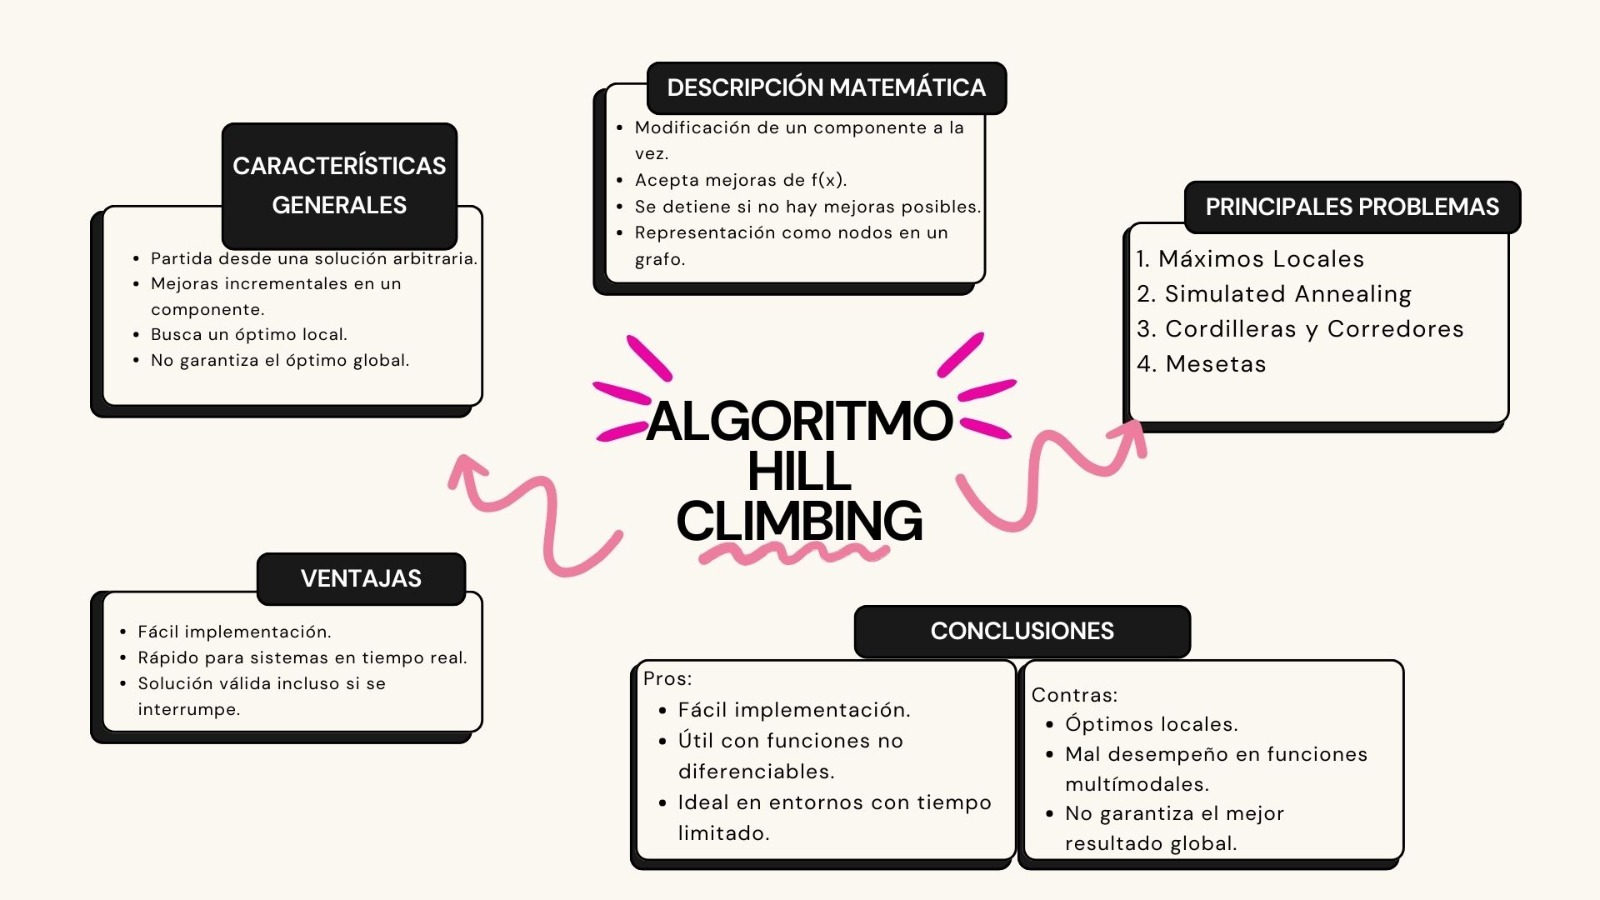 DESCRIPCIÓN MATEMÁTICA
• Modificación de un componente a la
vez.
• Acepta mejoras de f(x).
• Se detiene si no hay mejoras posibles.
• Representación como nodos en un
grafo.
CARACTERÍSTICAS
GENERALES
• Partida desde una solución arbitraria.
• Mejoras incrementales en un
componente.
• Busca un óptimo local.
• No garantiza el óptimo global.
PRINCIPALES PROBLEMAS
1. Máximos Locales
2. Simulated Annealing
3. Cordilleras y Corredores
4. Mesetas
ALGORITMO
HILL
CLIMBING
VENTAJAS
• Fácil implementación.
• Rápido para sistemas en tiempo real.
• Solución válida incluso si se
interrumpe.
CONCLUSIONES
Pros:
• Fácil implementación.
• Útil con funciones no
diferenciables.
• Ideal en entornos con tiempo
limitado.
Contras:
• Óptimos locales.
• Mal desempeño en funciones
multímodales.
• No garantiza el mejor
resultado global.